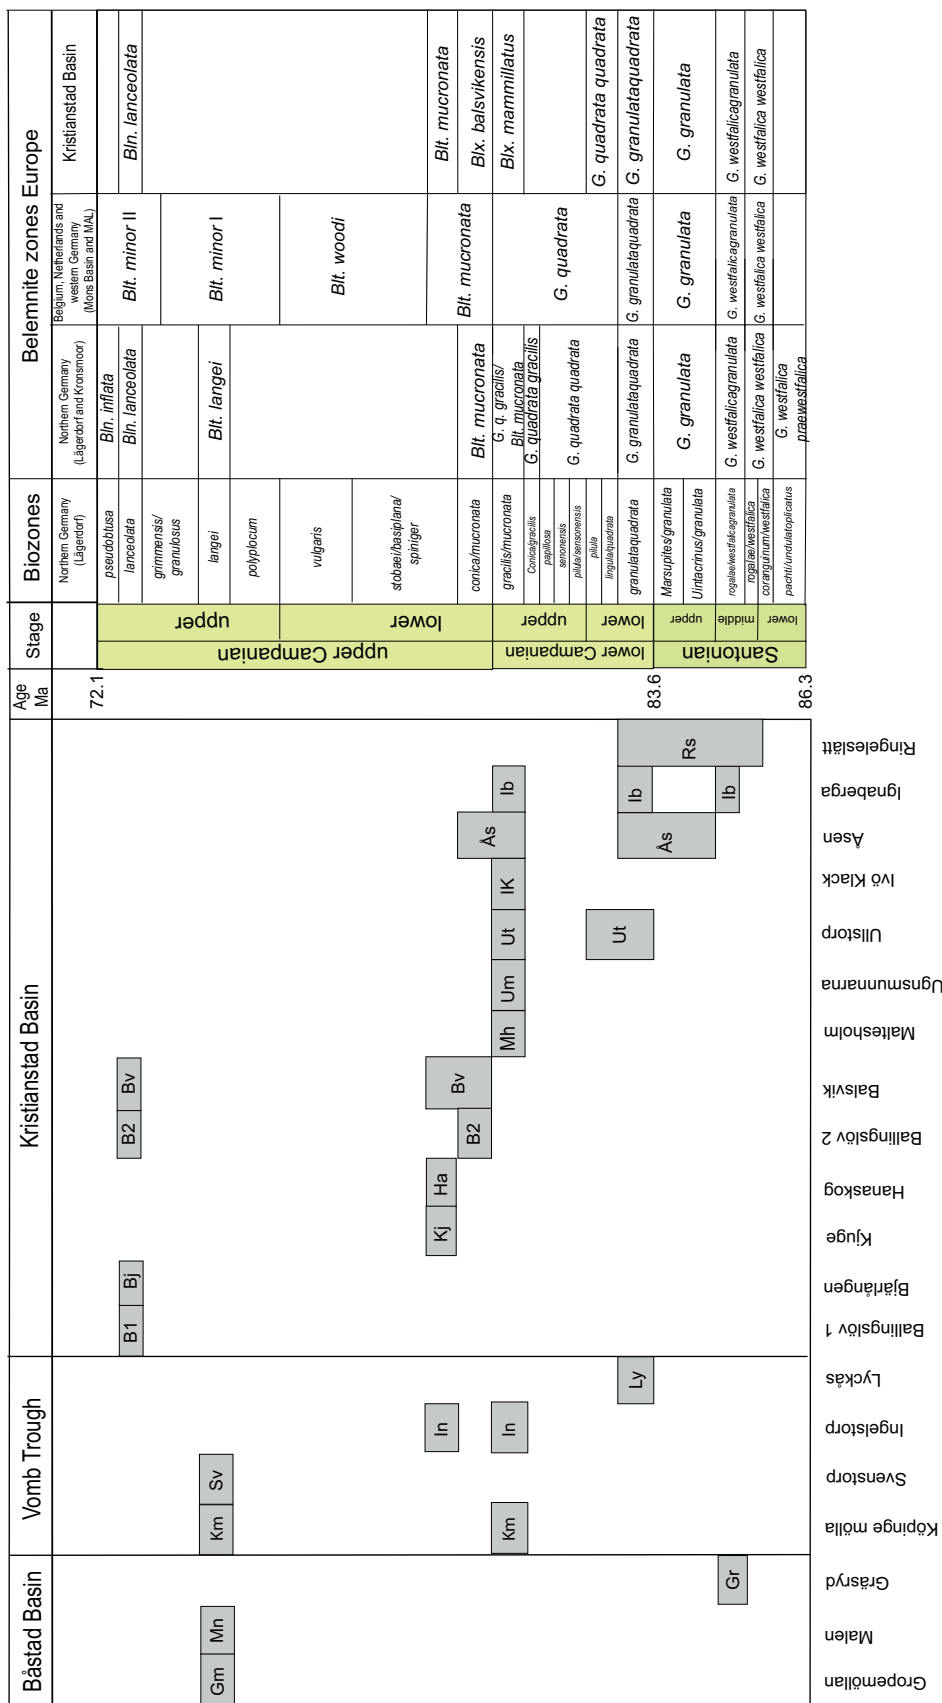 Båstad Basin
Vomb Trough
Kristianstad Basin
Age
Ma
Stage
Biozones
Belemnite zones Europe
Northern Germany
(Lägerdorf)
Northern Germany
(Lägerdorf and Kronsmoor)
Belgium, Netherlands and
western Germany
(Mons Basin and MAL)
Kristianstad Basin
72.1
83.6
86.3
upper Campanian
lower Campanian
Santonian
upper
lower
upper
lower
upper
middle
lower
pseudobtusa
lanceolata
grimmensis/
granulosus
langei
polyplocum
vulgaris
stobaei/basiplana/
spiniger
conica/mucronata
gracilis/mucronata
Conica/gracilis
papillosa
senonensis
pilula/senonensis
pilula
lingula/quadrata
granulataquadrata
Marsupites/granulata
Uintacrinus/granulata
rogalae/westfalicagranulata
rogalae/westfalica
coranguinum/westfalica
pachti/undulatoplicatus
Bln. inflata
Bln. lanceolata
Blt. langei
Blt. mucronata
G. q. gracilis/
Blt. mucronata
G. quadrata gracilis
G. quadrata quadrata
G. granulataquadrata
G. granulata
G. westfalicagranulata
G. westfalica westfalica
G. westfalica
praewestfalica
Blt. minor II
Blt. minor I
Blt. woodi
Blt. mucronata
G. quadrata
G. granulataquadrata
G. granulata
G. westfalicagranulata
G. westfalica westfalica
Bln. lanceolata
Blt. mucronata
Blx. balsvikensis
Blx. mammillatus
G. quadrata quadrata
G. granulataquadrata
G. granulata
G. westfalicagranulata
G. westfalica westfalica
Gm
Mn
Gr
Km
Km
Sv
In
In
Ly
B1
Bj
Kj
Ha
B2
B2
Bv
Bv
Mh
Um
Ut
Ut
IK
Ås
Ås
Ib
Ib
Ib
Rs
Gropemöllan
Malen
Gräsryd
Köpinge mölla
Svenstorp
Ingelstorp
Lyckås
Ballingslöv 1
Bjärlången
Kjuge
Hanaskog
Ballingslöv 2
Balsvik
Maltesholm
Ugnsmunnarna
Ullstorp
Ivö Klack
Åsen
Ignaberga
Ringeleslätt